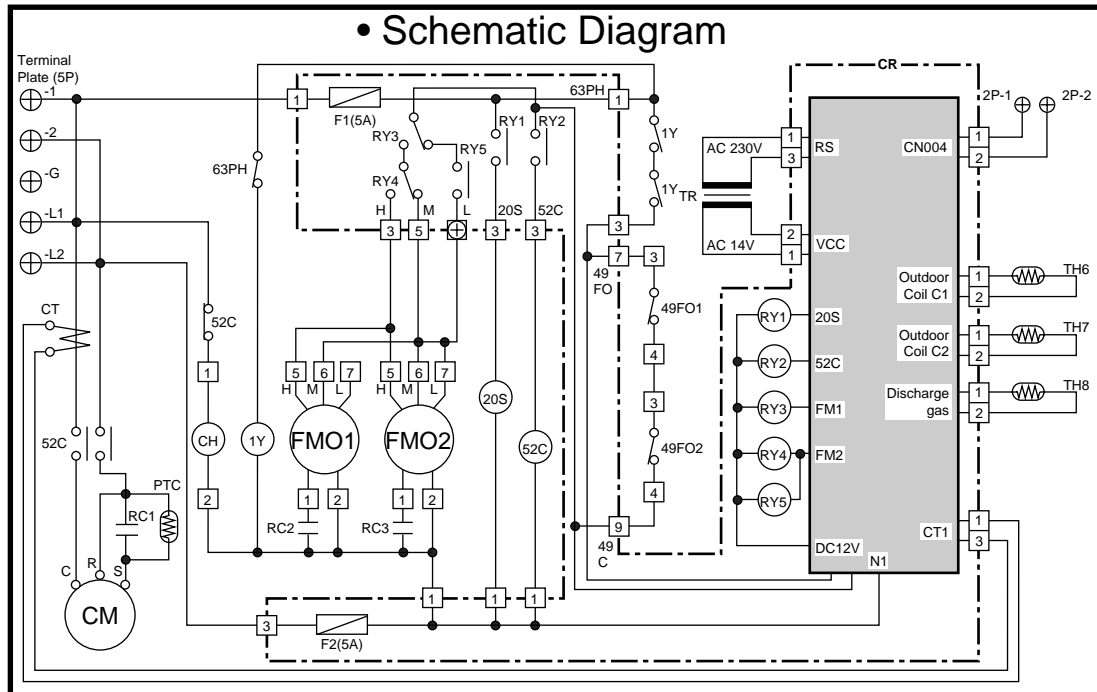 • Schematic Diagram
Terminal
Plate (5P)
-1
-2
-G
-L1
-L2
CT
1
F1(5A)
63PH
1
RY1
RY2
RY3
RY5
RY4
H
M
L
20S
52C
3
5
3
3
63PH
1Y
1Y
3
7
3
49
FO
49FO1
4
3
49FO2
4
9
49
C
52C
1
CH
2
1Y
5
6
7
H
M
L
FMO1
1
2
RC2
5
6
7
H
M
L
FMO2
1
2
RC3
20S
52C
52C
PTC
RC1
C
R
S
CM
1
1
1
3
F2(5A)
CR
AC 230V
TR
AC 14V
1
3
RS
2
1
VCC
CN004
1
2
2P-1
2P-2
Outdoor
Coil C1
1
2
TH6
Outdoor
Coil C2
1
2
TH7
Discharge
gas
1
2
TH8
RY1
20S
RY2
52C
RY3
FM1
RY4
FM2
RY5
DC12V
N1
CT1
1
3